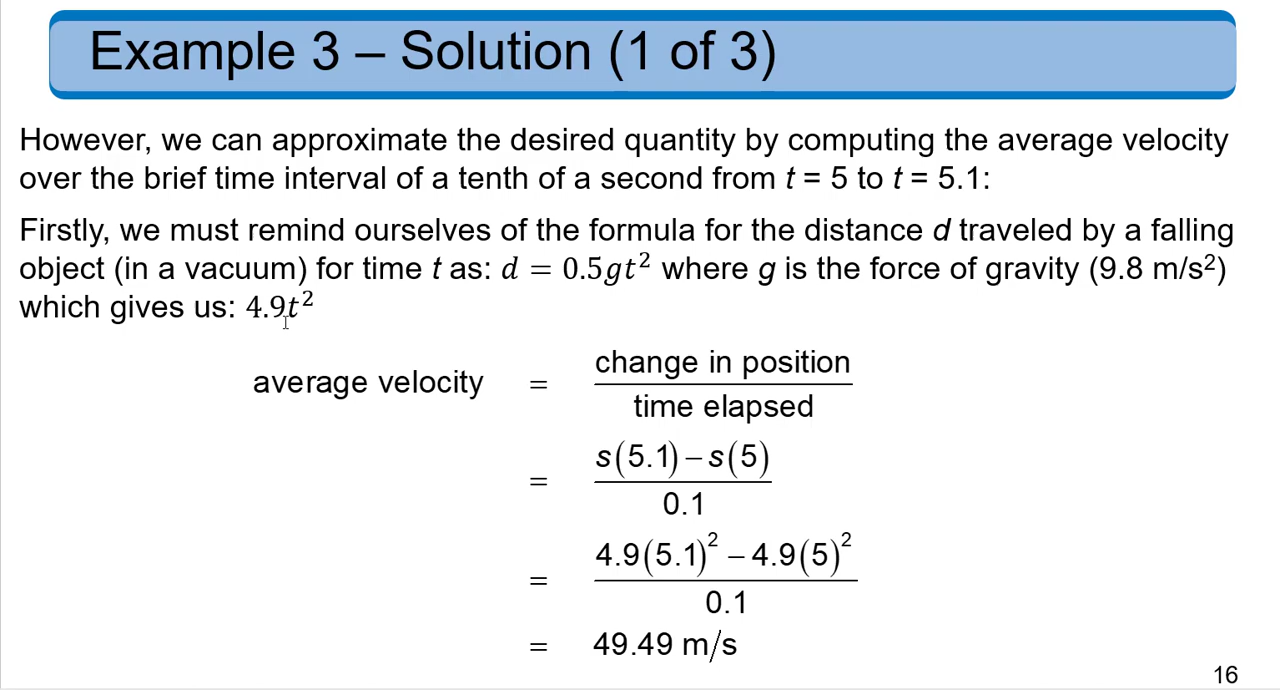 Example 3 – Solution (1 of 3)
However, we can approximate the desired quantity by computing the average velocity
over the brief time interval of a tenth of a second from t = 5 to t = 5.1:
Firstly, we must remind ourselves of the formula for the distance d traveled by a falling
object (in a vacuum) for time t as: d = 0.5gt² where g is the force of gravity (9.8 m/s²)
which gives us: 4.9t²
average velocity = change in position / time elapsed
= s(5.1) – s(5) / 0.1
= 4.9(5.1)² – 4.9(5)² / 0.1
= 49.49 m/s
16